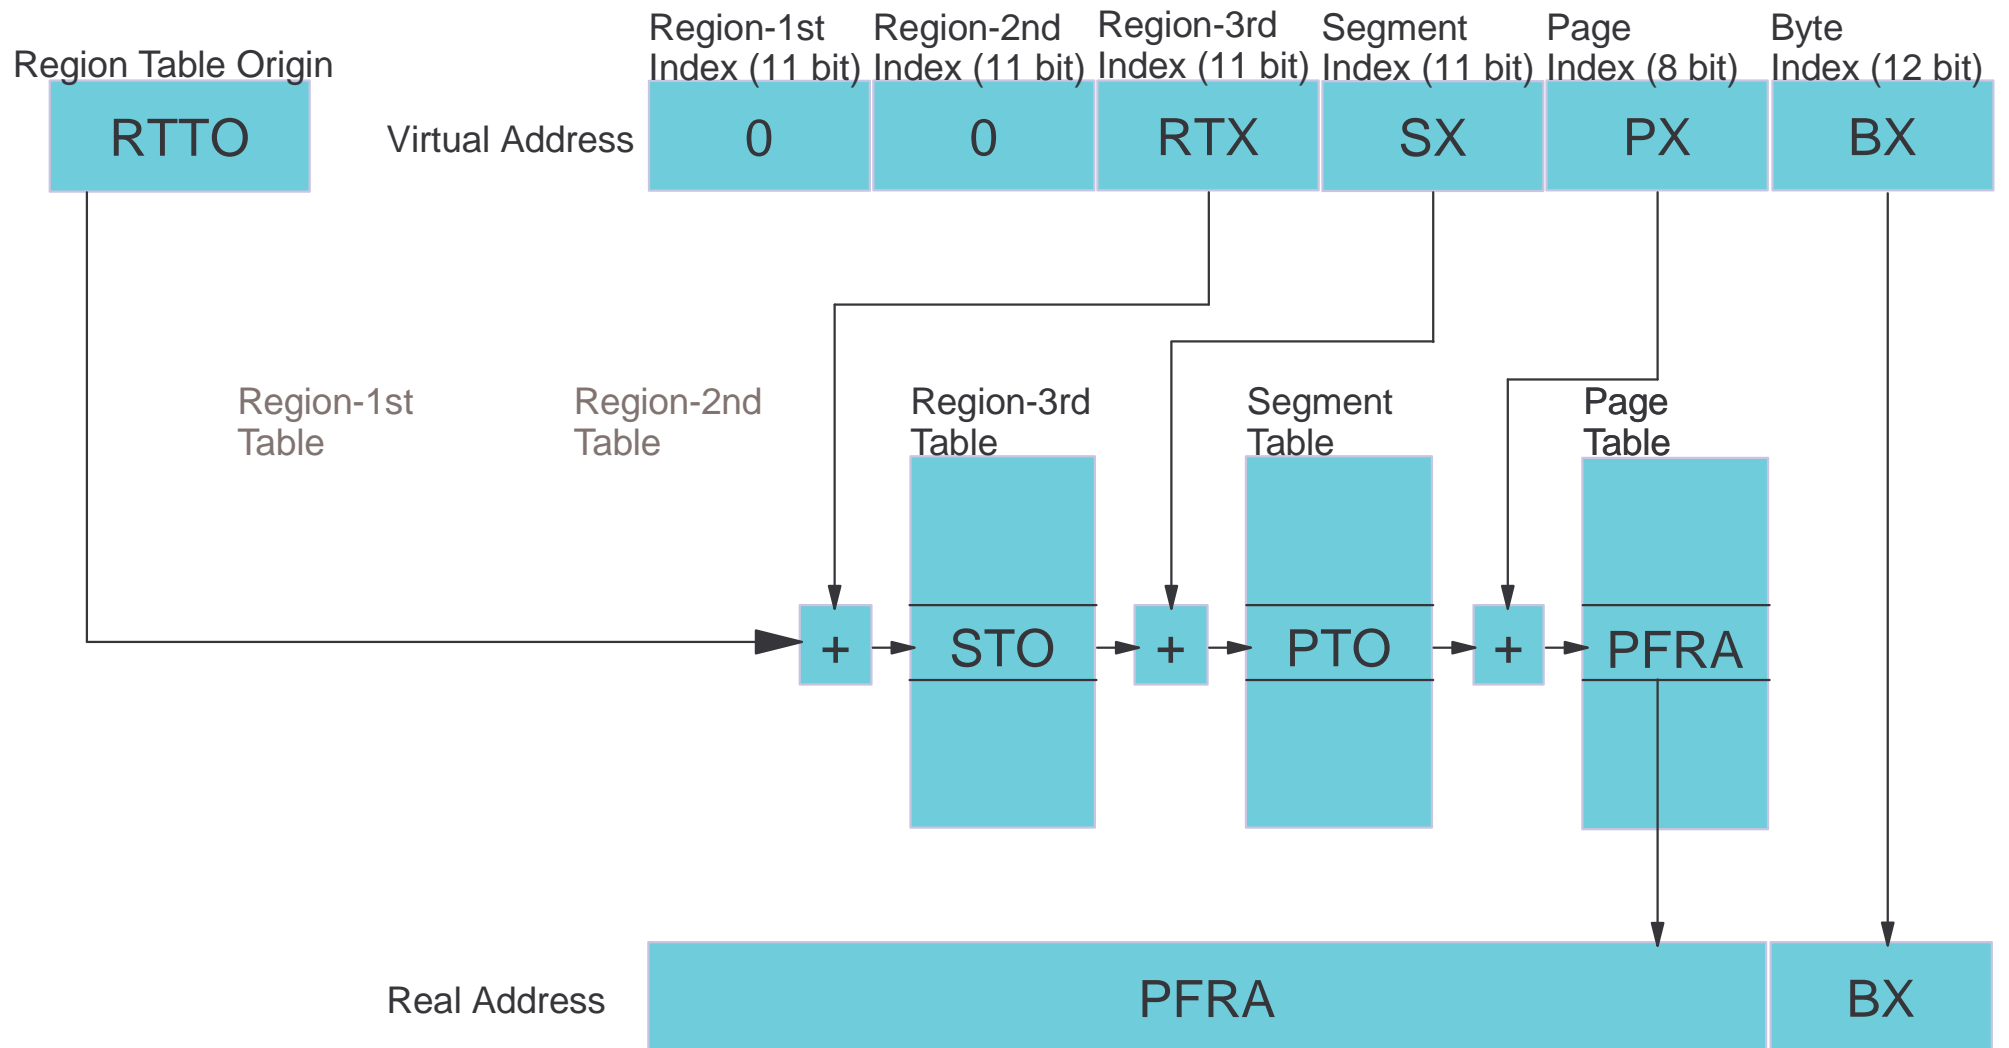 Region Table Origin
RTTO
Virtual Address
Region-1st
Index (11 bit)
0
Region-2nd
Index (11 bit)
0
Region-3rd
Index (11 bit)
RTX
Segment
Index (11 bit)
SX
Page
Index (8 bit)
PX
Byte
Index (12 bit)
BX
Region-1st
Table
Region-2nd
Table
Region-3rd
Table
Segment
Table
Page
Table
+
STO
+
PTO
+
PFRA
Real Address
PFRA
BX